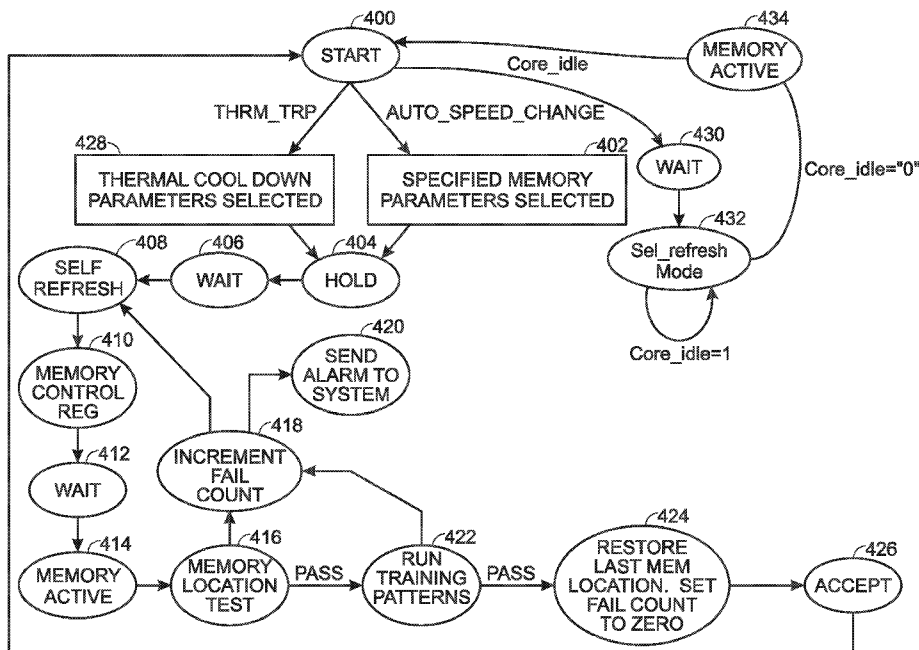 400
START
434
MEMORY
ACTIVE
Core_idle
THRM_TRP
AUTO_SPEED_CHANGE
428
THERMAL COOL DOWN
PARAMETERS SELECTED
402
SPECIFIED MEMORY
PARAMETERS SELECTED
430
WAIT
Core_idle="0"
408
SELF
REFRESH
406
WAIT
404
HOLD
432
Sel_refresh
Mode
Core_idle=1
410
MEMORY
CONTROL
REG
420
SEND
ALARM TO
SYSTEM
418
INCREMENT
FAIL
COUNT
412
WAIT
414
MEMORY
ACTIVE
416
MEMORY
LOCATION
TEST
PASS
422
RUN
TRAINING
PATTERNS
PASS
424
RESTORE
LAST MEM
LOCATION. SET
FAIL COUNT
TO ZERO
426
ACCEPT